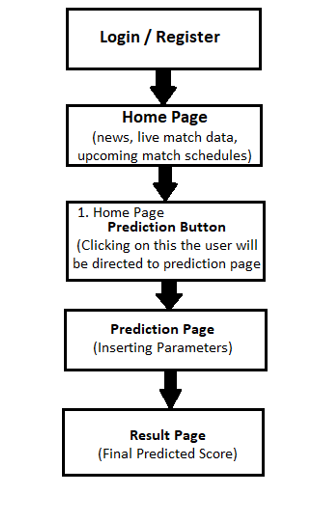 Login / Register
Home Page
(news, live match data,
upcoming match schedules)
1. Home Page
Prediction Button
(Clicking on this the user will
be directed to prediction page
Prediction Page
(Inserting Parameters)
Result Page
(Final Predicted Score)